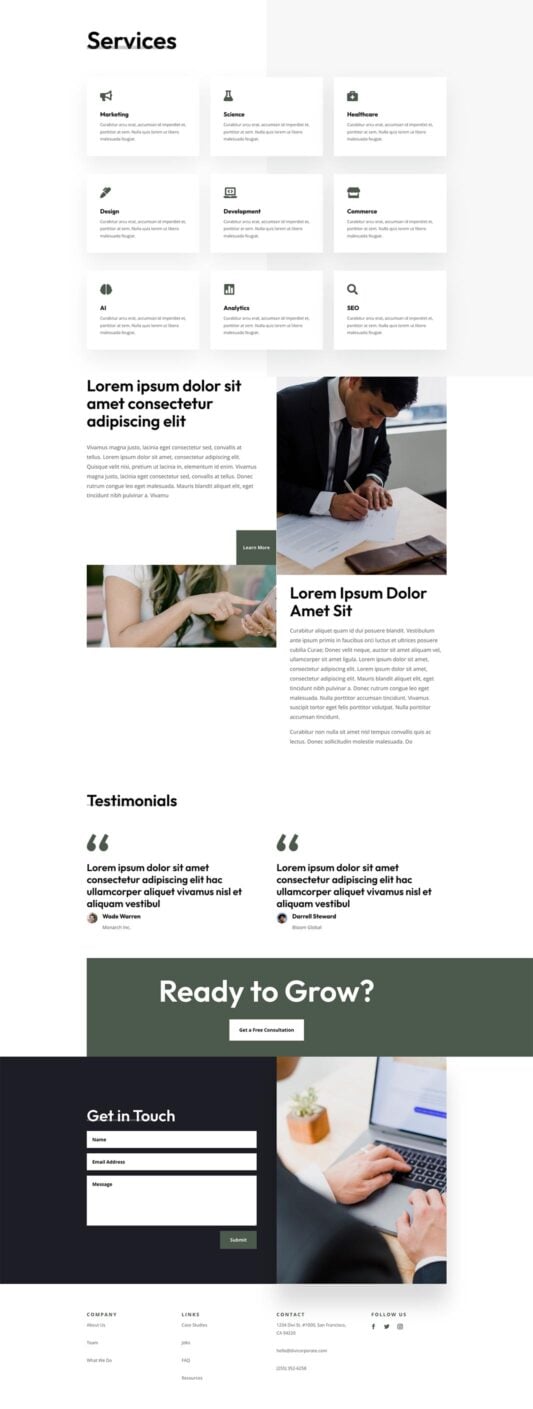 Services
Marketing
Curabitur arcu erat, accumsan id imperdiet et,
porttitor at sem. Nulla quis lorem ut libero
malesuada feugiat.
Science
Curabitur arcu erat, accumsan id imperdiet et,
porttitor at sem. Nulla quis lorem ut libero
malesuada feugiat.
Healthcare
Curabitur arcu erat, accumsan id imperdiet et,
porttitor at sem. Nulla quis lorem ut libero
malesuada feugiat.
Design
Curabitur arcu erat, accumsan id imperdiet et,
porttitor at sem. Nulla quis lorem ut libero
malesuada feugiat.
Development
Curabitur arcu erat, accumsan id imperdiet et,
porttitor at sem. Nulla quis lorem ut libero
malesuada feugiat.
Commerce
Curabitur arcu erat, accumsan id imperdiet et,
porttitor at sem. Nulla quis lorem ut libero
malesuada feugiat.
AI
Curabitur arcu erat, accumsan id imperdiet et,
porttitor at sem. Nulla quis lorem ut libero
malesuada feugiat.
Analytics
Curabitur arcu erat, accumsan id imperdiet et,
porttitor at sem. Nulla quis lorem ut libero
malesuada feugiat.
SEO
Curabitur arcu erat, accumsan id imperdiet et,
porttitor at sem. Nulla quis lorem ut libero
malesuada feugiat.
Lorem ipsum dolor sit
amet consectetur
adipiscing elit
Vivamus magna justo, lacinia eget consectetur sed, convallis at
tellus. Lorem ipsum dolor sit amet, consectetur adipiscing elit.
Quisque velit nisi, pretium ut lacinia in, elementum id enim. Vivamus
magna justo, lacinia eget consectetur sed, convallis at tellus. Donec
rutrum congue leo eget malesuada. Mauris blandit aliquet elit, eget
tincidunt nibh pulvinar a. Vivamu
Learn More
Lorem Ipsum Dolor
Amet Sit
Curabitur aliquet quam id dui posuere blandit. Vestibulum
ante ipsum primis in faucibus orci luctus et ultrices posuere
cubilia Curae; Donec velit neque, auctor sit amet aliquam vel,
ullamcorper sit amet ligula. Lorem ipsum dolor sit amet,
consectetur adipiscing elit. Lorem ipsum dolor sit amet,
consectetur adipiscing elit. Mauris blandit aliquet elit, eget
tincidunt nibh pulvinar a. Donec rutrum congue leo eget
malesuada. Nulla porttitor accumsan tincidunt. Vivamus
suscipit tortor eget felis porttitor volutpat. Nulla porttitor
accumsan tincidunt.
Curabitur non nulla sit amet nisl tempus convallis quis ac
lectus. Donec sollicitudin molestie malesuada. Do
Testimonials
Lorem ipsum dolor sit amet
consectetur adipiscing elit hac
ullamcorper aliquet vivamus nisl et
aliquam vestibul
Wade Warren
Monarch Inc.
Lorem ipsum dolor sit amet
consectetur adipiscing elit hac
ullamcorper aliquet vivamus nisl et
aliquam vestibul
Darrell Steward
Bloom Global
Ready to Grow?
Get a Free Consultation
Get in Touch
Name
Email Address
Message
Submit
COMPANY
About Us
Team
What We Do
LINKS
Case Studies
Jobs
FAQ
Resources
CONTACT
1234 Divi St. #1000, San Francisco,
CA 94220
hello@divicorporate.com
(255) 352-6258
FOLLOW US